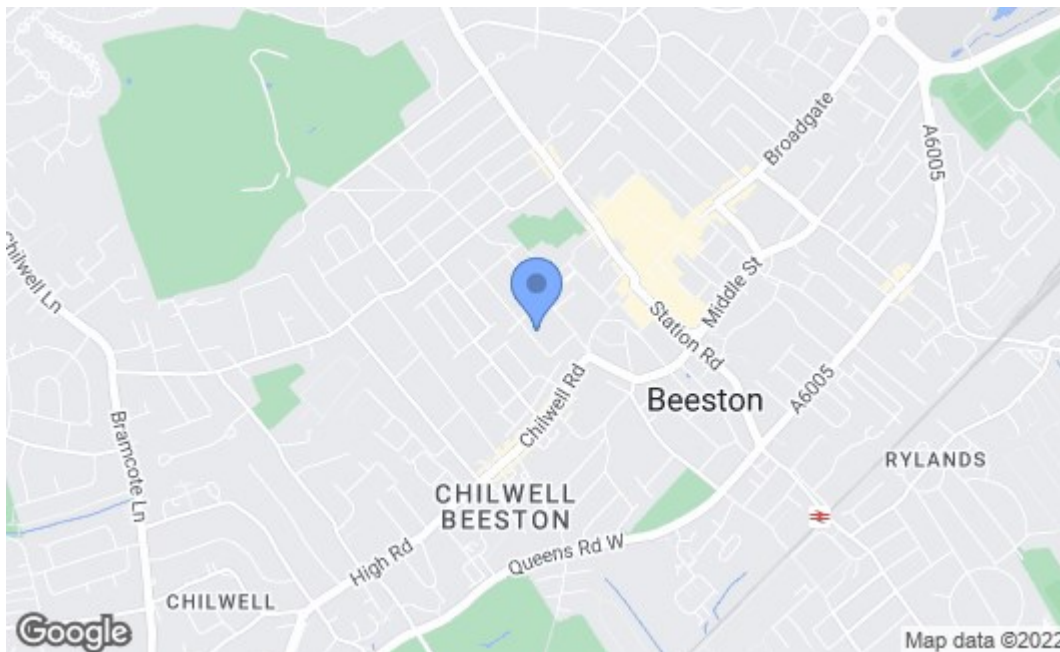 Broadgate
A6005
Chilwell Ln
Middle St
Station Rd
A6005
Chilwell Rd
Beeston
Bramcote Ln
RYLANDS
CHILWELL
BEESTON
High Rd
Queens Rd W
CHILWELL
Google
Map data ©2022